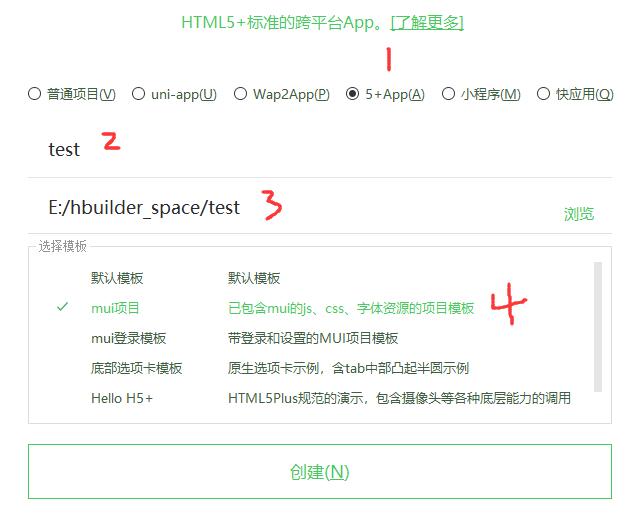 HTML5+标准的跨平台App。[了解更多]
1
普通项目(V) uni-app(U) Wap2App(P) 5+App(A) 小程序(M) 快应用(Q)
test 2
E:/hbuilder_space/test 3 浏览
选择模板
默认模板 默认模板
mui项目 已包含mui的js、css、字体资源的项目模板 4
mui登录模板 带登录和设置的MUI项目模板
底部选项卡模板 原生选项卡示例，含tab中部凸起半圆示例
Hello H5+ HTML5Plus规范的演示，包含摄像头等各种底层能力的调用
创建(N)